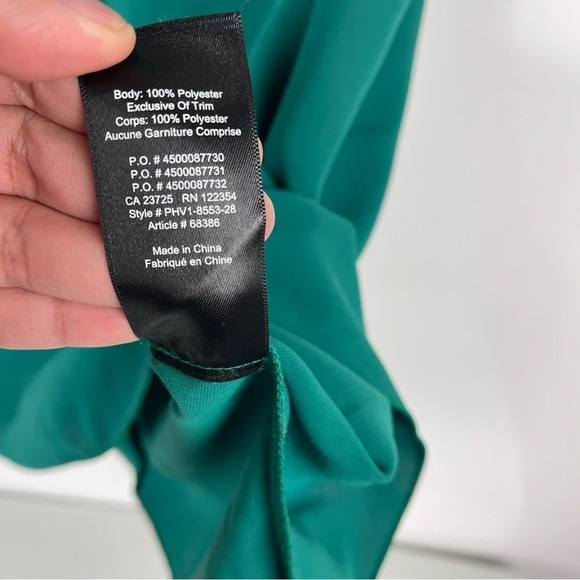 Body: 100% Polyester
Exclusive Of Trim
Corps: 100% Polyester
Aucune Garniture Comprise
P.O. # 4500087730
P.O. # 4500087731
P.O. # 4500087732
CA 23725 RN 122354
Style # PHV1-8553-28
Article # 68386
Made in China
Fabriqué en Chine